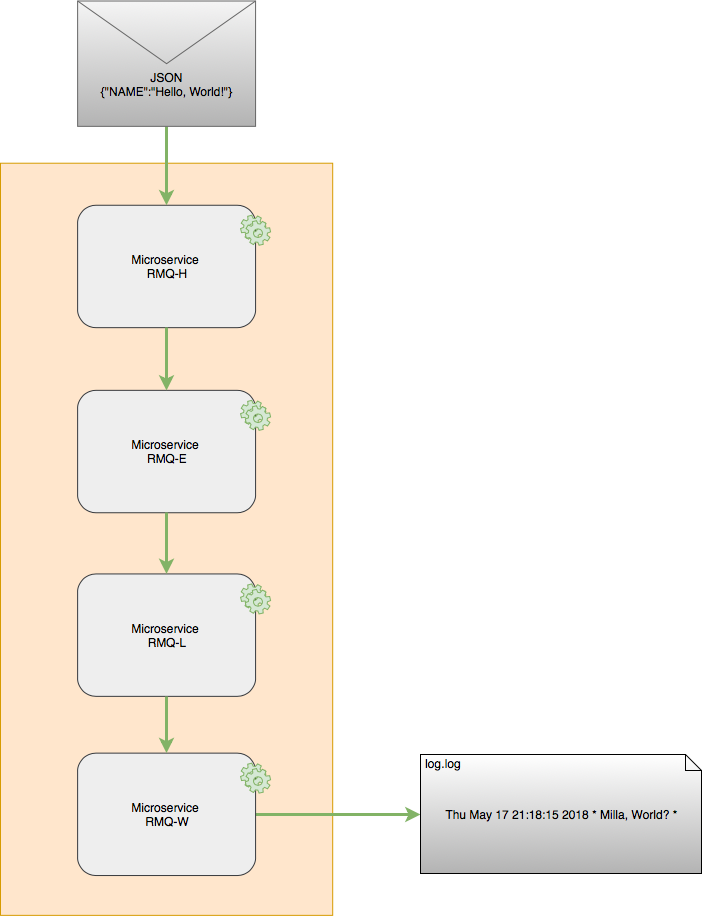 JSON
{"NAME":"Hello, World!"}
Microservice
RMQ-H
Microservice
RMQ-E
Microservice
RMQ-L
Microservice
RMQ-W
log.log
Thu May 17 21:18:15 2018 * Milla, World? *